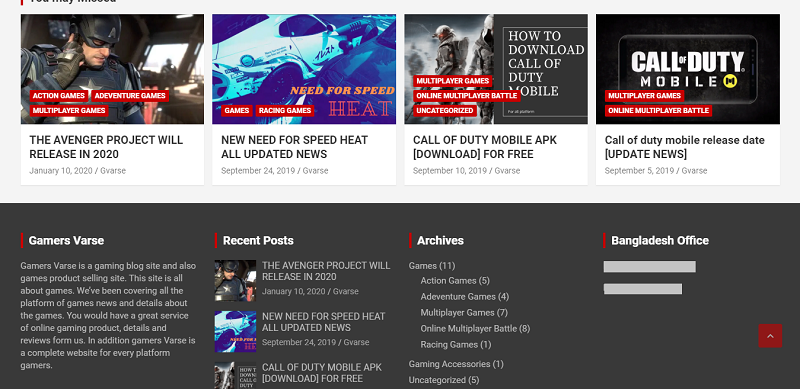 You may Missed
ACTION GAMES ADEVENTURE GAMES
MULTIPLAYER GAMES
THE AVENGER PROJECT WILL
RELEASE IN 2020
January 10, 2020 / Gvarse
NEED FOR SPEED
HEAT
GAMES RACING GAMES
NEW NEED FOR SPEED HEAT
ALL UPDATED NEWS
September 24, 2019 / Gvarse
HOW TO
DOWNLOAD
CALL OF
DUTY
MOBILE
For all platform
MULTIPLAYER GAMES
ONLINE MULTIPLAYER BATTLE
UNCATEGORIZED
CALL OF DUTY MOBILE APK
[DOWNLOAD] FOR FREE
September 10, 2019 / Gvarse
CALL OF DUTY
MOBILE
MULTIPLAYER GAMES
ONLINE MULTIPLAYER BATTLE
Call of duty mobile release date
[UPDATE NEWS]
September 5, 2019 / Gvarse
Gamers Varse
Gamers Varse is a gaming blog site and also
games product selling site. This site is all
about games. We've been covering all the
platform of games news and details about
the games. You would have a great service
of online gaming product, details and
reviews form us. In addition gamers Varse is
a complete website for every platform
gamers.
Recent Posts
THE AVENGER PROJECT WILL
RELEASE IN 2020
January 10, 2020 / Gvarse
NEW NEED FOR SPEED HEAT
ALL UPDATED NEWS
September 24, 2019 / Gvarse
CALL OF DUTY MOBILE APK
[DOWNLOAD] FOR FREE
Archives
Games (11)
Action Games (5)
Adeventure Games (4)
Multiplayer Games (7)
Online Multiplayer Battle (8)
Racing Games (1)
Gaming Accessories (1)
Uncategorized (5)
Bangladesh Office